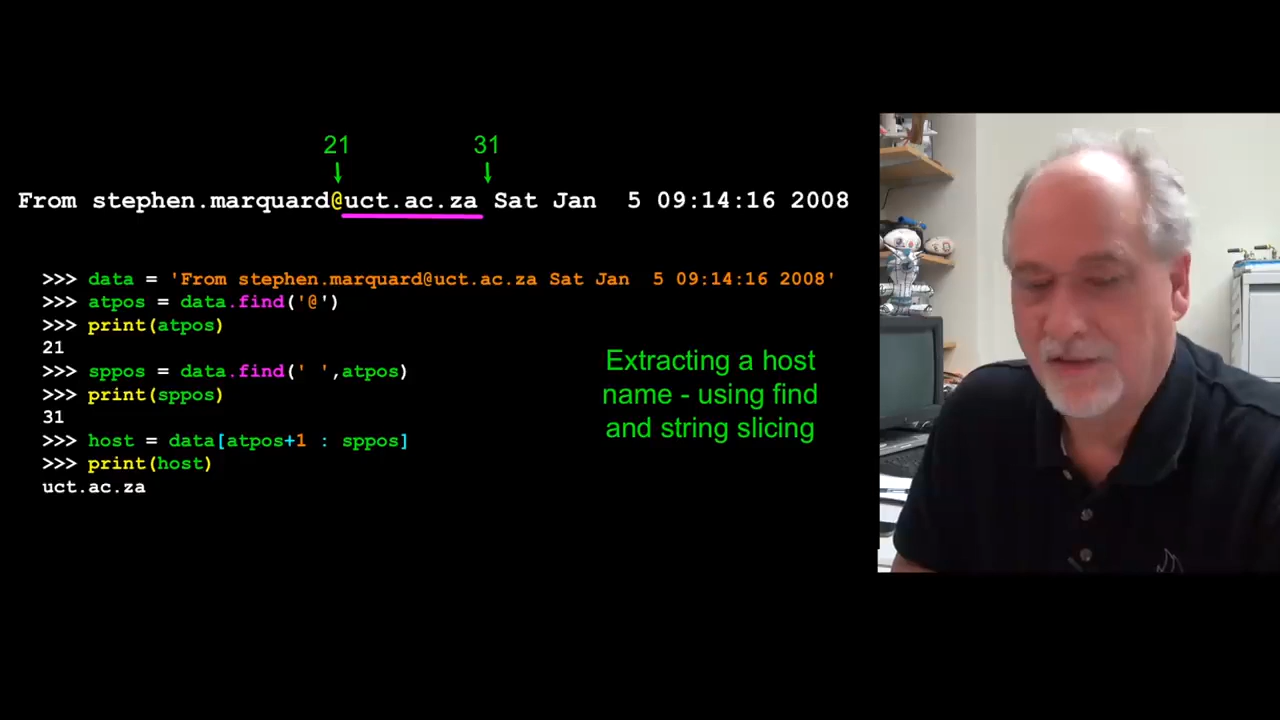 21 31
From stephen.marquard@uct.ac.za Sat Jan  5 09:14:16 2008
>>> data = 'From stephen.marquard@uct.ac.za Sat Jan  5 09:14:16 2008'
>>> atpos = data.find('@')
>>> print(atpos)
21
>>> sppos = data.find(' ',atpos)
>>> print(sppos)
31
>>> host = data[atpos+1 : sppos]
>>> print(host)
uct.ac.za
Extracting a host
name - using find
and string slicing